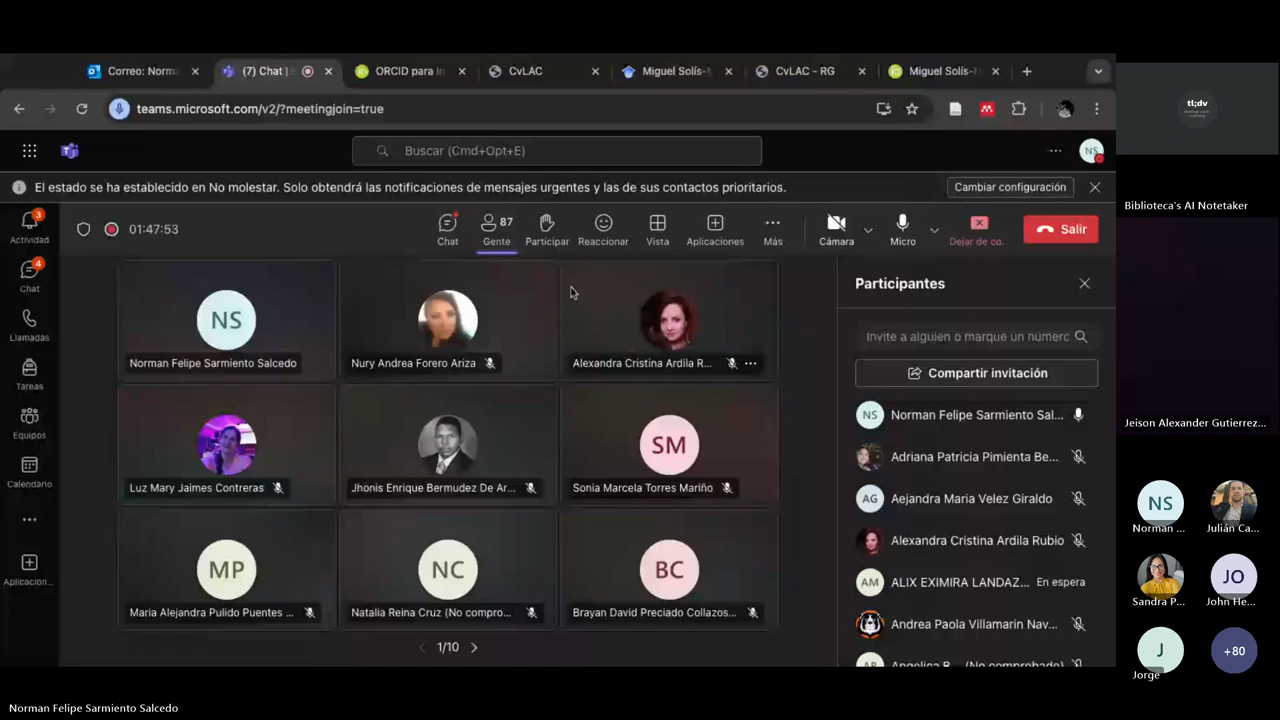 Correo: Norma
(7) Chat |
ORCID para In
CvLAC
Miguel Solís-
CvLAC - RG
Miguel Solís-M
teams.microsoft.com/v2/?meetingjoin=true
Buscar (Cmd+Opt+E)
NS
El estado se ha establecido en No molestar. Solo obtendrá las notificaciones de mensajes urgentes y las de sus contactos prioritarios.
Cambiar configuración
3
Actividad
4
Chat
Llamadas
Tareas
Equipos
Calendario
Aplicacion...
01:47:53
Chat
87
Gente
Participar
Reaccionar
Vista
Aplicaciones
Más
Cámara
Micro
Dejar de co...
Salir
NS
Norman Felipe Sarmiento Salcedo
Nury Andrea Forero Ariza
Alexandra Cristina Ardila R...
Luz Mary Jaimes Contreras
Jhonis Enrique Bermudez De Ar...
SM
Sonia Marcela Torres Mariño
MP
Maria Alejandra Pulido Puentes ...
NC
Natalia Reina Cruz (No compro...
BC
Brayan David Preciado Collazos...
1/10
Participantes
Invite a alguien o marque un número
Compartir invitación
NS
Norman Felipe Sarmiento Sal...
Adriana Patricia Pimienta Be...
AG
Aejandra Maria Velez Giraldo
Alexandra Cristina Ardila Rubio
AM
ALIX EXIMIRA LANDAZ...
En espera
Andrea Paola Villamarin Nav...
tl;dv
Biblioteca's AI Notetaker
Jeison Alexander Gutierrez...
NS
Norman ...
Julián Ca...
Sandra P...
JO
John He...
J
Jorge
+80
Norman Felipe Sarmiento Salcedo